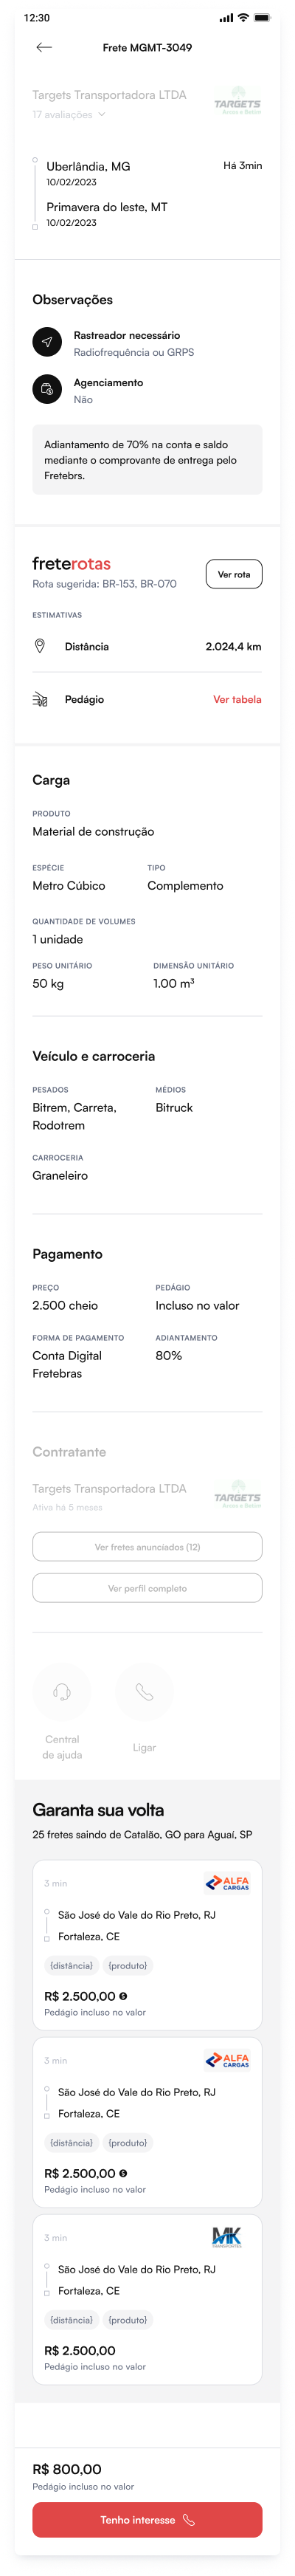 12:30
Frete MGMT-3049
Targets Transportadora LTDA
TARGETS
17 avaliações
Uberlândia, MG
Há 3min
10/02/2023
Primavera do leste, MT
10/02/2023
Observações
Rastreador necessário
Radiofrequência ou GRPS
Agenciamento
Não
Adiantamento de 70% na conta e saldo
mediante o comprovante de entrega pelo
Fretebrs.
freterotas
Rota sugerida: BR-153, BR-070
Ver rota
ESTIMATIVAS
Distância
2.024,4 km
Pedágio
Ver tabela
Carga
PRODUTO
Material de construção
ESPÉCIE
TIPO
Metro Cúbico
Complemento
QUANTIDADE DE VOLUMES
1 unidade
PESO UNITÁRIO
DIMENSÃO UNITÁRIO
50 kg
1.00 m³
Veículo e carroceria
PESADOS
MÉDIOS
Bitrem, Carreta,
Rodotrem
Bitruck
CARROCERIA
Graneleiro
Pagamento
PREÇO
PEDÁGIO
2.500 cheio
Incluso no valor
FORMA DE PAGAMENTO
ADIANTAMENTO
Conta Digital
Fretebras
80%
Contratante
Targets Transportadora LTDA
TARGETS
Ativa há 5 meses
Ver fretes anunciados (12)
Ver perfil completo
Central
de ajuda
Ligar
Garanta sua volta
25 fretes saindo de Catalão, GO para Aguaí, SP
3 min
ALFA
CARGAS
São José do Vale do Rio Preto, RJ
Fortaleza, CE
{distância}
{produto}
R$ 2.500,00
Pedágio incluso no valor
3 min
ALFA
CARGAS
São José do Vale do Rio Preto, RJ
Fortaleza, CE
{distância}
{produto}
R$ 2.500,00
Pedágio incluso no valor
3 min
MK
TRANSPORTES
São José do Vale do Rio Preto, RJ
Fortaleza, CE
{distância}
{produto}
R$ 2.500,00
Pedágio incluso no valor
R$ 800,00
Pedágio incluso no valor
Tenho interesse